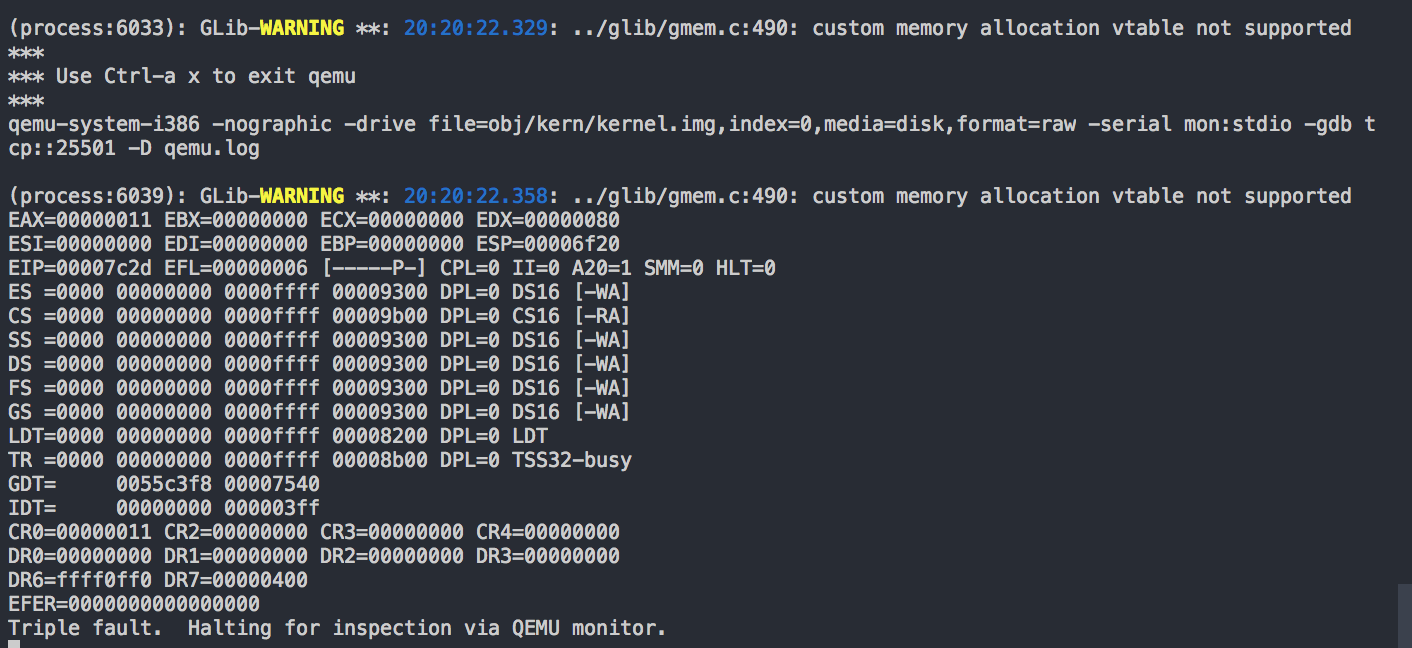 (process:6033): GLib-WARNING **: 20:20:22.329: ../glib/gmem.c:490: custom memory allocation vtable not supported
***
*** Use Ctrl-a x to exit qemu
***
qemu-system-i386 -nographic -drive file=obj/kern/kernel.img,index=0,media=disk,format=raw -serial mon:stdio -gdb t
cp::25501 -D qemu.log
(process:6039): GLib-WARNING **: 20:20:22.358: ../glib/gmem.c:490: custom memory allocation vtable not supported
EAX=00000011 EBX=00000000 ECX=00000000 EDX=00000080
ESI=00000000 EDI=00000000 EBP=00000000 ESP=00006f20
EIP=00007c2d EFL=00000006 [-----P-] CPL=0 II=0 A20=1 SMM=0 HLT=0
ES =0000 00000000 0000ffff 00009300 DPL=0 DS16 [-WA]
CS =0000 00000000 0000ffff 00009b00 DPL=0 CS16 [-RA]
SS =0000 00000000 0000ffff 00009300 DPL=0 DS16 [-WA]
DS =0000 00000000 0000ffff 00009300 DPL=0 DS16 [-WA]
FS =0000 00000000 0000ffff 00009300 DPL=0 DS16 [-WA]
GS =0000 00000000 0000ffff 00009300 DPL=0 DS16 [-WA]
LDT=0000 00000000 0000ffff 00008200 DPL=0 LDT
TR =0000 00000000 0000ffff 00008b00 DPL=0 TSS32-busy
GDT=     0055c3f8 00007540
IDT=     00000000 000003ff
CR0=00000011 CR2=00000000 CR3=00000000 CR4=00000000
DR0=00000000 DR1=00000000 DR2=00000000 DR3=00000000
DR6=ffff0ff0 DR7=00000400
EFER=0000000000000000
Triple fault.  Halting for inspection via QEMU monitor.